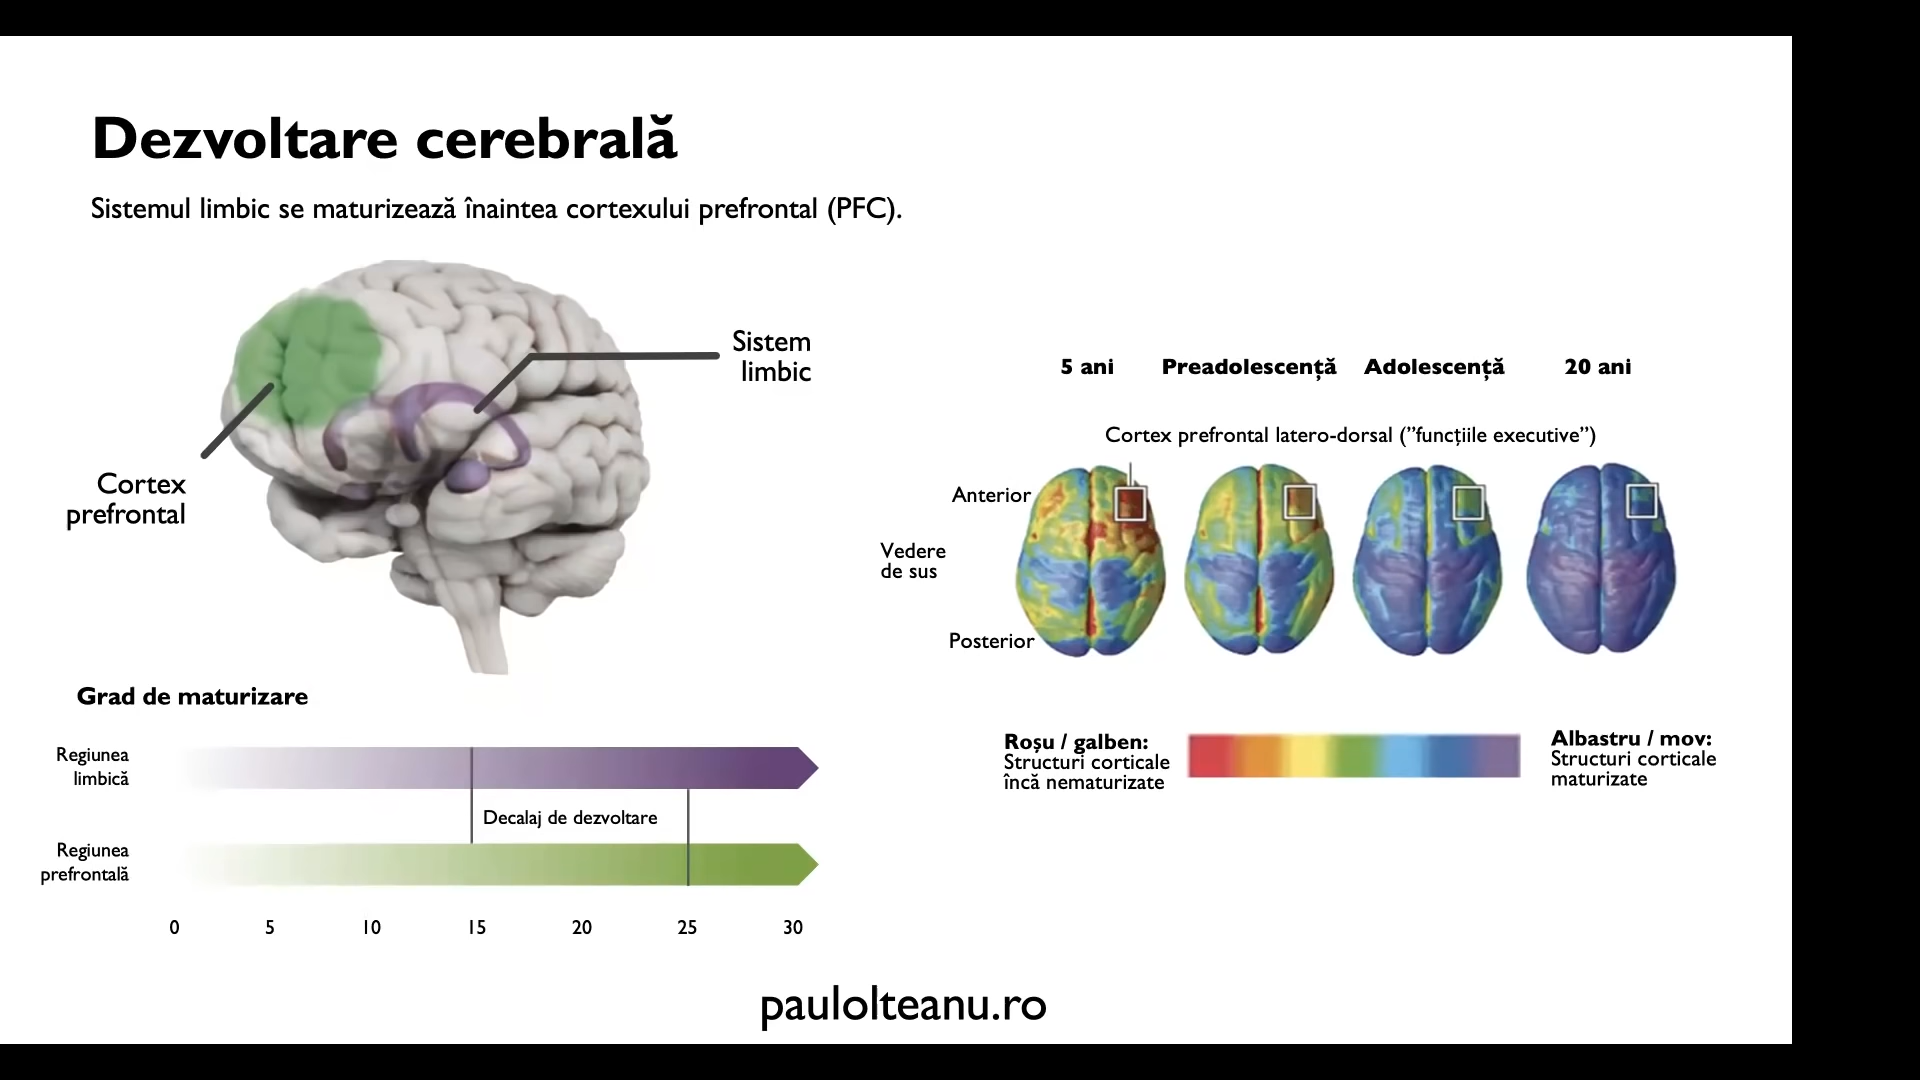 Dezvoltare cerebrală
Sistemul limbic se maturizează înaintea cortexului prefrontal (PFC).
Sistem
limbic
Cortex
prefrontal
Grad de maturizare
Regiunea
limbică
Decalaj de dezvoltare
Regiunea
prefrontală
0 5 10 15 20 25 30
5 ani Preadolescență Adolescență 20 ani
Cortex prefrontal latero-dorsal (”funcțiile executive”)
Anterior
Vedere
de sus
Posterior
Roșu / galben:
Structuri corticale
încă nematurizate
Albastru / mov:
Structuri corticale
maturizate
paulolteanu.ro